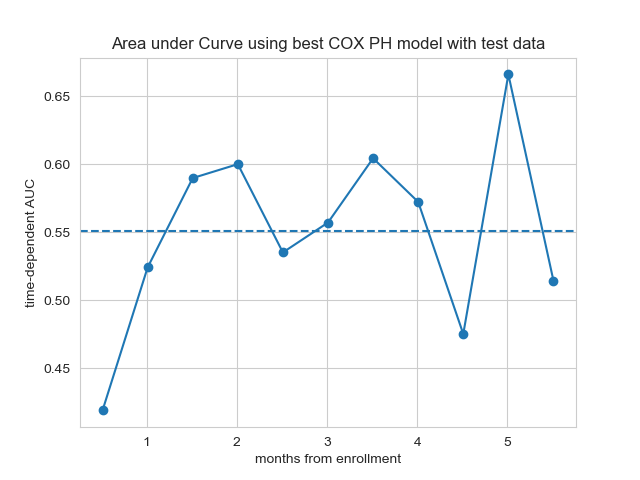 Area under Curve using best COX PH model with test data
time-dependent AUC
0.65
0.60
0.55
0.50
0.45
1 2 3 4 5
months from enrollment